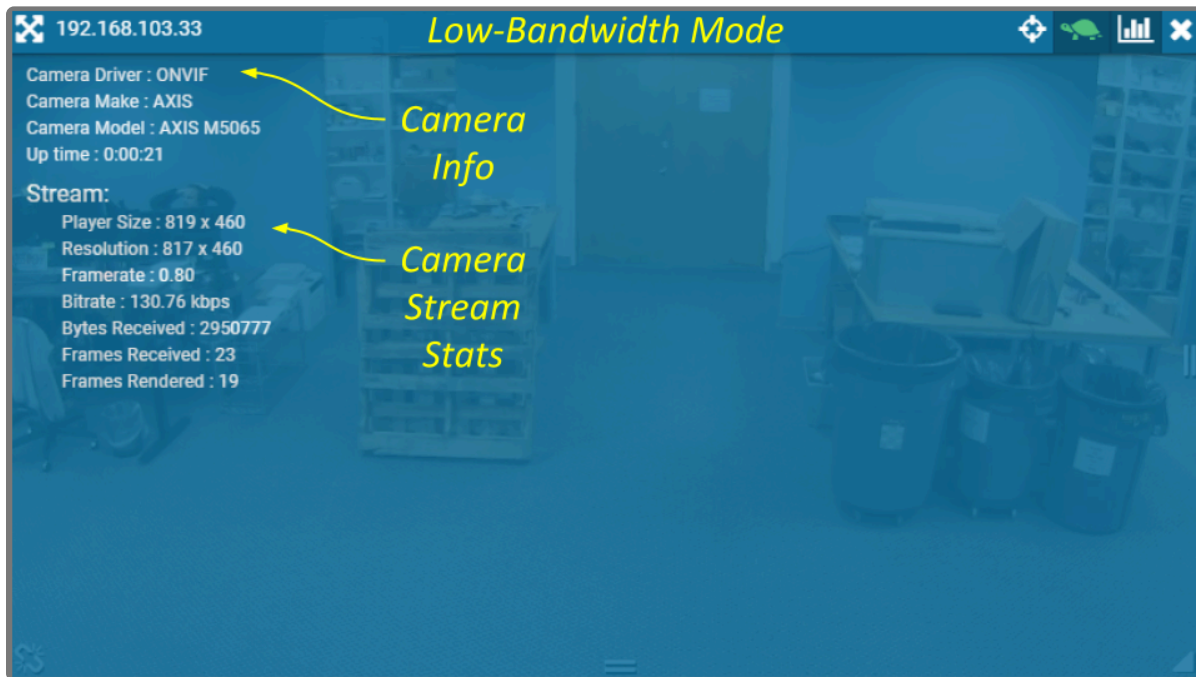 192.168.103.33
Low-Bandwidth Mode
Camera Driver : ONVIF
Camera Make : AXIS
Camera Model : AXIS M5065
Up time : 0:00:21
Camera
Info
Stream:
Player Size : 819 x 460
Resolution : 817 x 460
Framerate : 0.80
Bitrate : 130.76 kbps
Bytes Received : 2950777
Frames Received : 23
Frames Rendered : 19
Camera
Stream
Stats